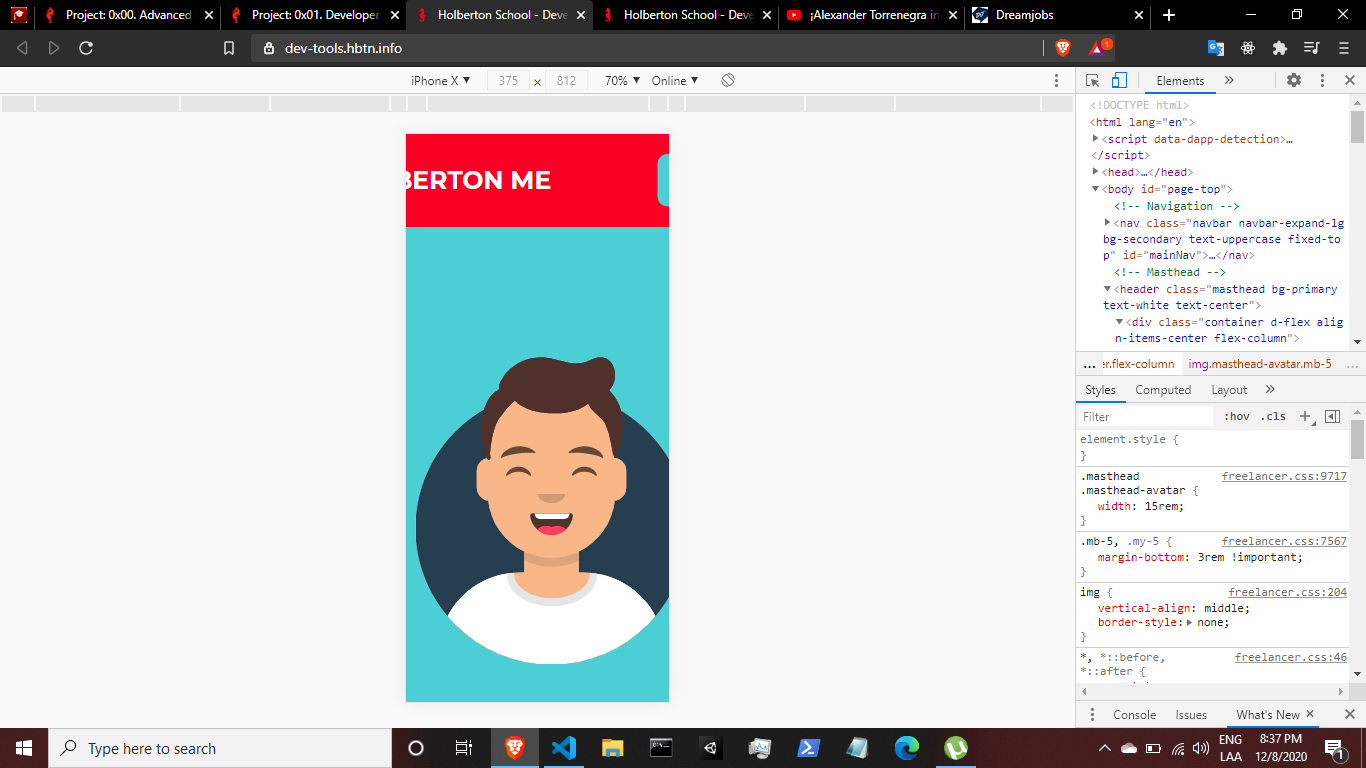 Project: 0x00. Advanced
Project: 0x01. Developer
Holberton School - Deve
Holberton School - Deve
¡Alexander Torrenegra in
Dreamjobs
dev-tools.hbtn.info
1
iPhone X ▼ 375 × 812 70% ▼ Online ▼
Elements
BERTON ME
<!DOCTYPE html>
<html lang="en">
<script data-dapp-detection>…
</script>
<head>…</head>
<body id="page-top">
<!-- Navigation -->
<nav class="navbar navbar-expand-lg
bg-secondary text-uppercase fixed-to
p" id="mainNav">…</nav>
<!-- Masthead -->
<header class="masthead bg-primary
text-white text-center">
<div class="container d-flex alig
n-items-center flex-column">
… er.flex-column img.masthead-avatar.mb-5 …
Styles Computed Layout
Filter :hov .cls +
element.style {
}
.masthead freelancer.css:9717
.masthead-avatar {
width: 15rem;
}
.mb-5, .my-5 { freelancer.css:7567
margin-bottom: 3rem !important;
}
img { freelancer.css:204
vertical-align: middle;
border-style: none;
}
*, *::before, freelancer.css:46
*::after {
Console Issues What's New
Type here to search
ENG
LAA
8:37 PM
12/8/2020
1